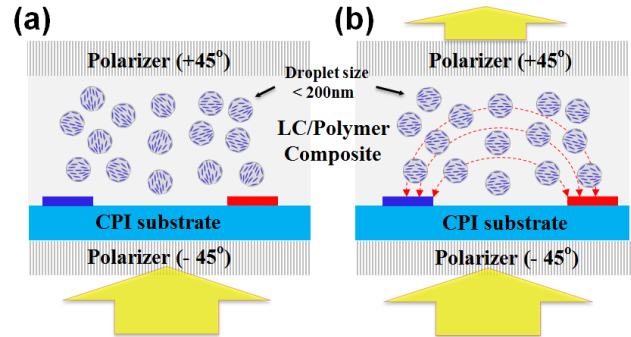 (a)
Polarizer (+45°)
CPI substrate
Polarizer (- 45°)
Droplet size
< 200nm
LC/Polymer
Composite
(b)
Polarizer (+45°)
CPI substrate
Polarizer (- 45°)